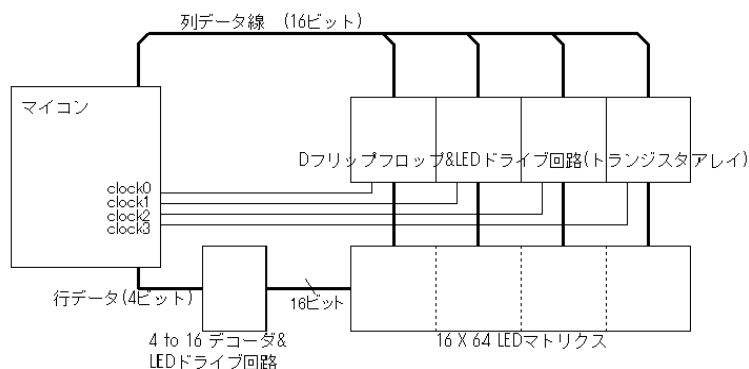 列データ線　(16ビット)
マイコン
Dフリップフロップ&LEDドライブ回路(トランジスタアレイ)
clock0
clock1
clock2
clock3
行データ(4ビット)
16ビット
4 to 16 デコーダ&
LEDドライブ回路
16 X 64 LEDマトリクス